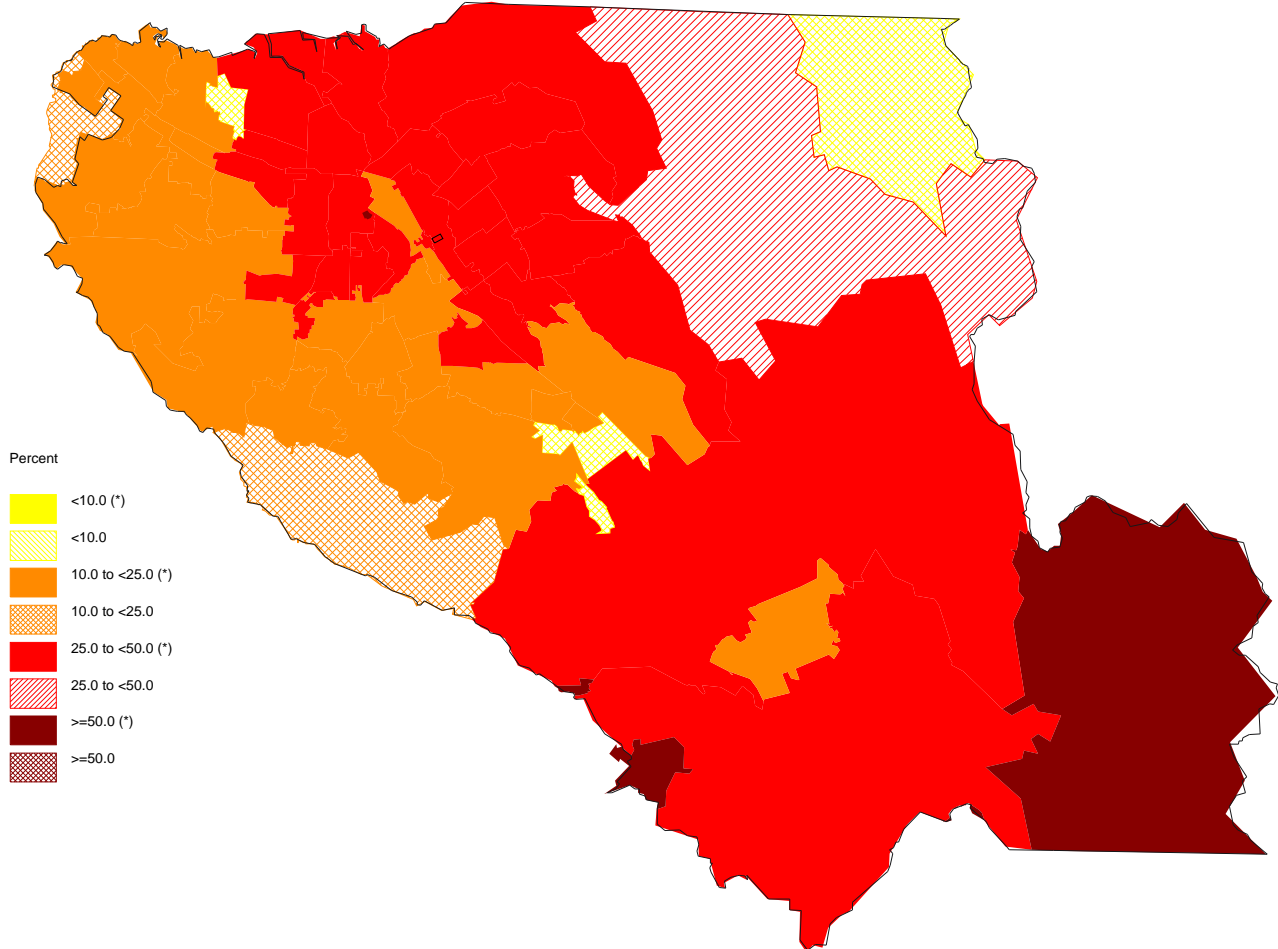 Percent
<10.0 (*)
<10.0
10.0 to <25.0 (*)
10.0 to <25.0
25.0 to <50.0 (*)
25.0 to <50.0
>=50.0 (*)
>=50.0